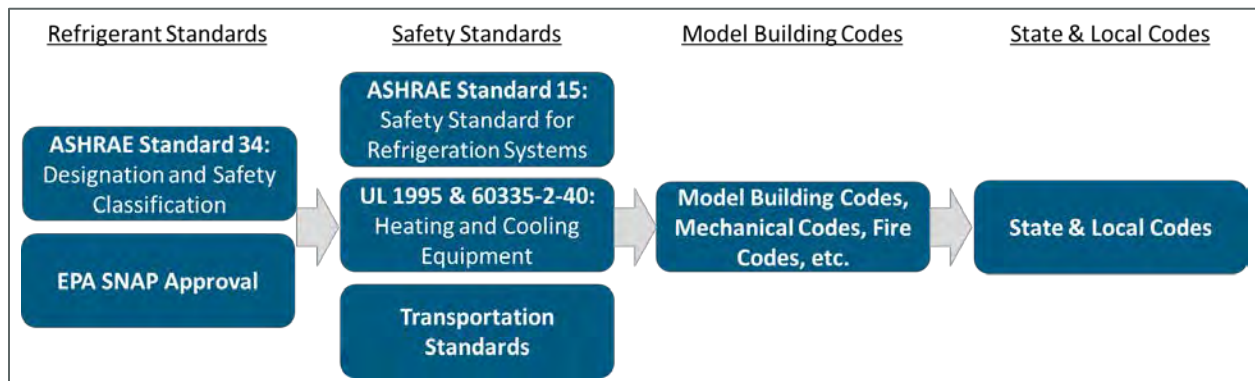 Refrigerant Standards
Safety Standards
Model Building Codes
State & Local Codes
ASHRAE Standard 34:
Designation and Safety
Classification
EPA SNAP Approval
ASHRAE Standard 15:
Safety Standard for
Refrigeration Systems
UL 1995 & 60335-2-40:
Heating and Cooling
Equipment
Transportation
Standards
Model Building Codes,
Mechanical Codes, Fire
Codes, etc.
State & Local Codes